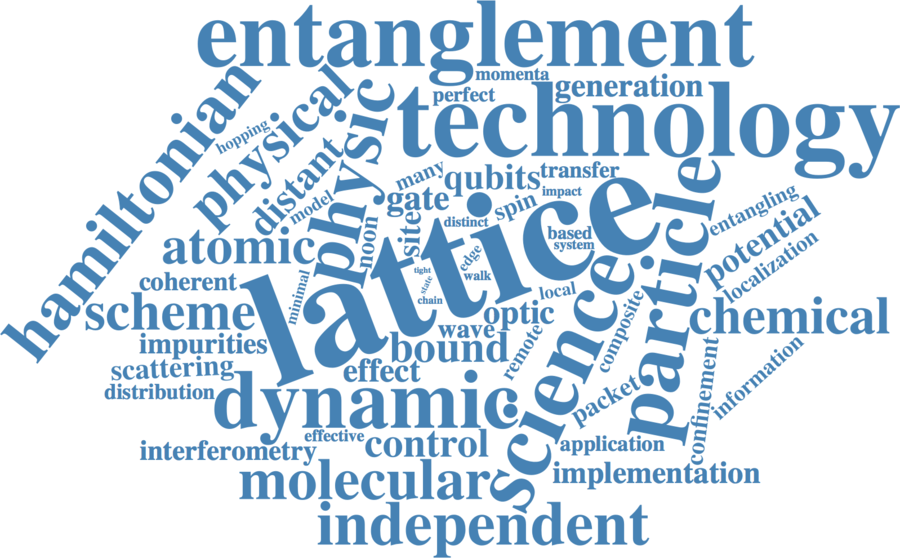 entanglement
momenta
perfect
generation
technology
hamiltonian
hopping
physical
physic
distant
model
many
qubits
transfer
impact
gate
distinct
spin
site
noon
atomic
based
system
lattice
particle
entangling
potential
localization
coherent
minimal
tight
state
chain
edge
walk
local
scheme
optic
wave
science
composite
remote
chemical
impurities
bound
scattering
effect
distribution
dynamic
packet
confinement
information
interferometry
effective
control
application
molecular
implementation
independent